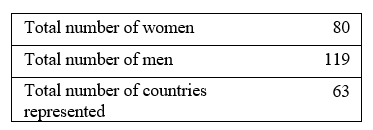 Total number of women 80
Total number of men 119
Total number of countries 63
represented